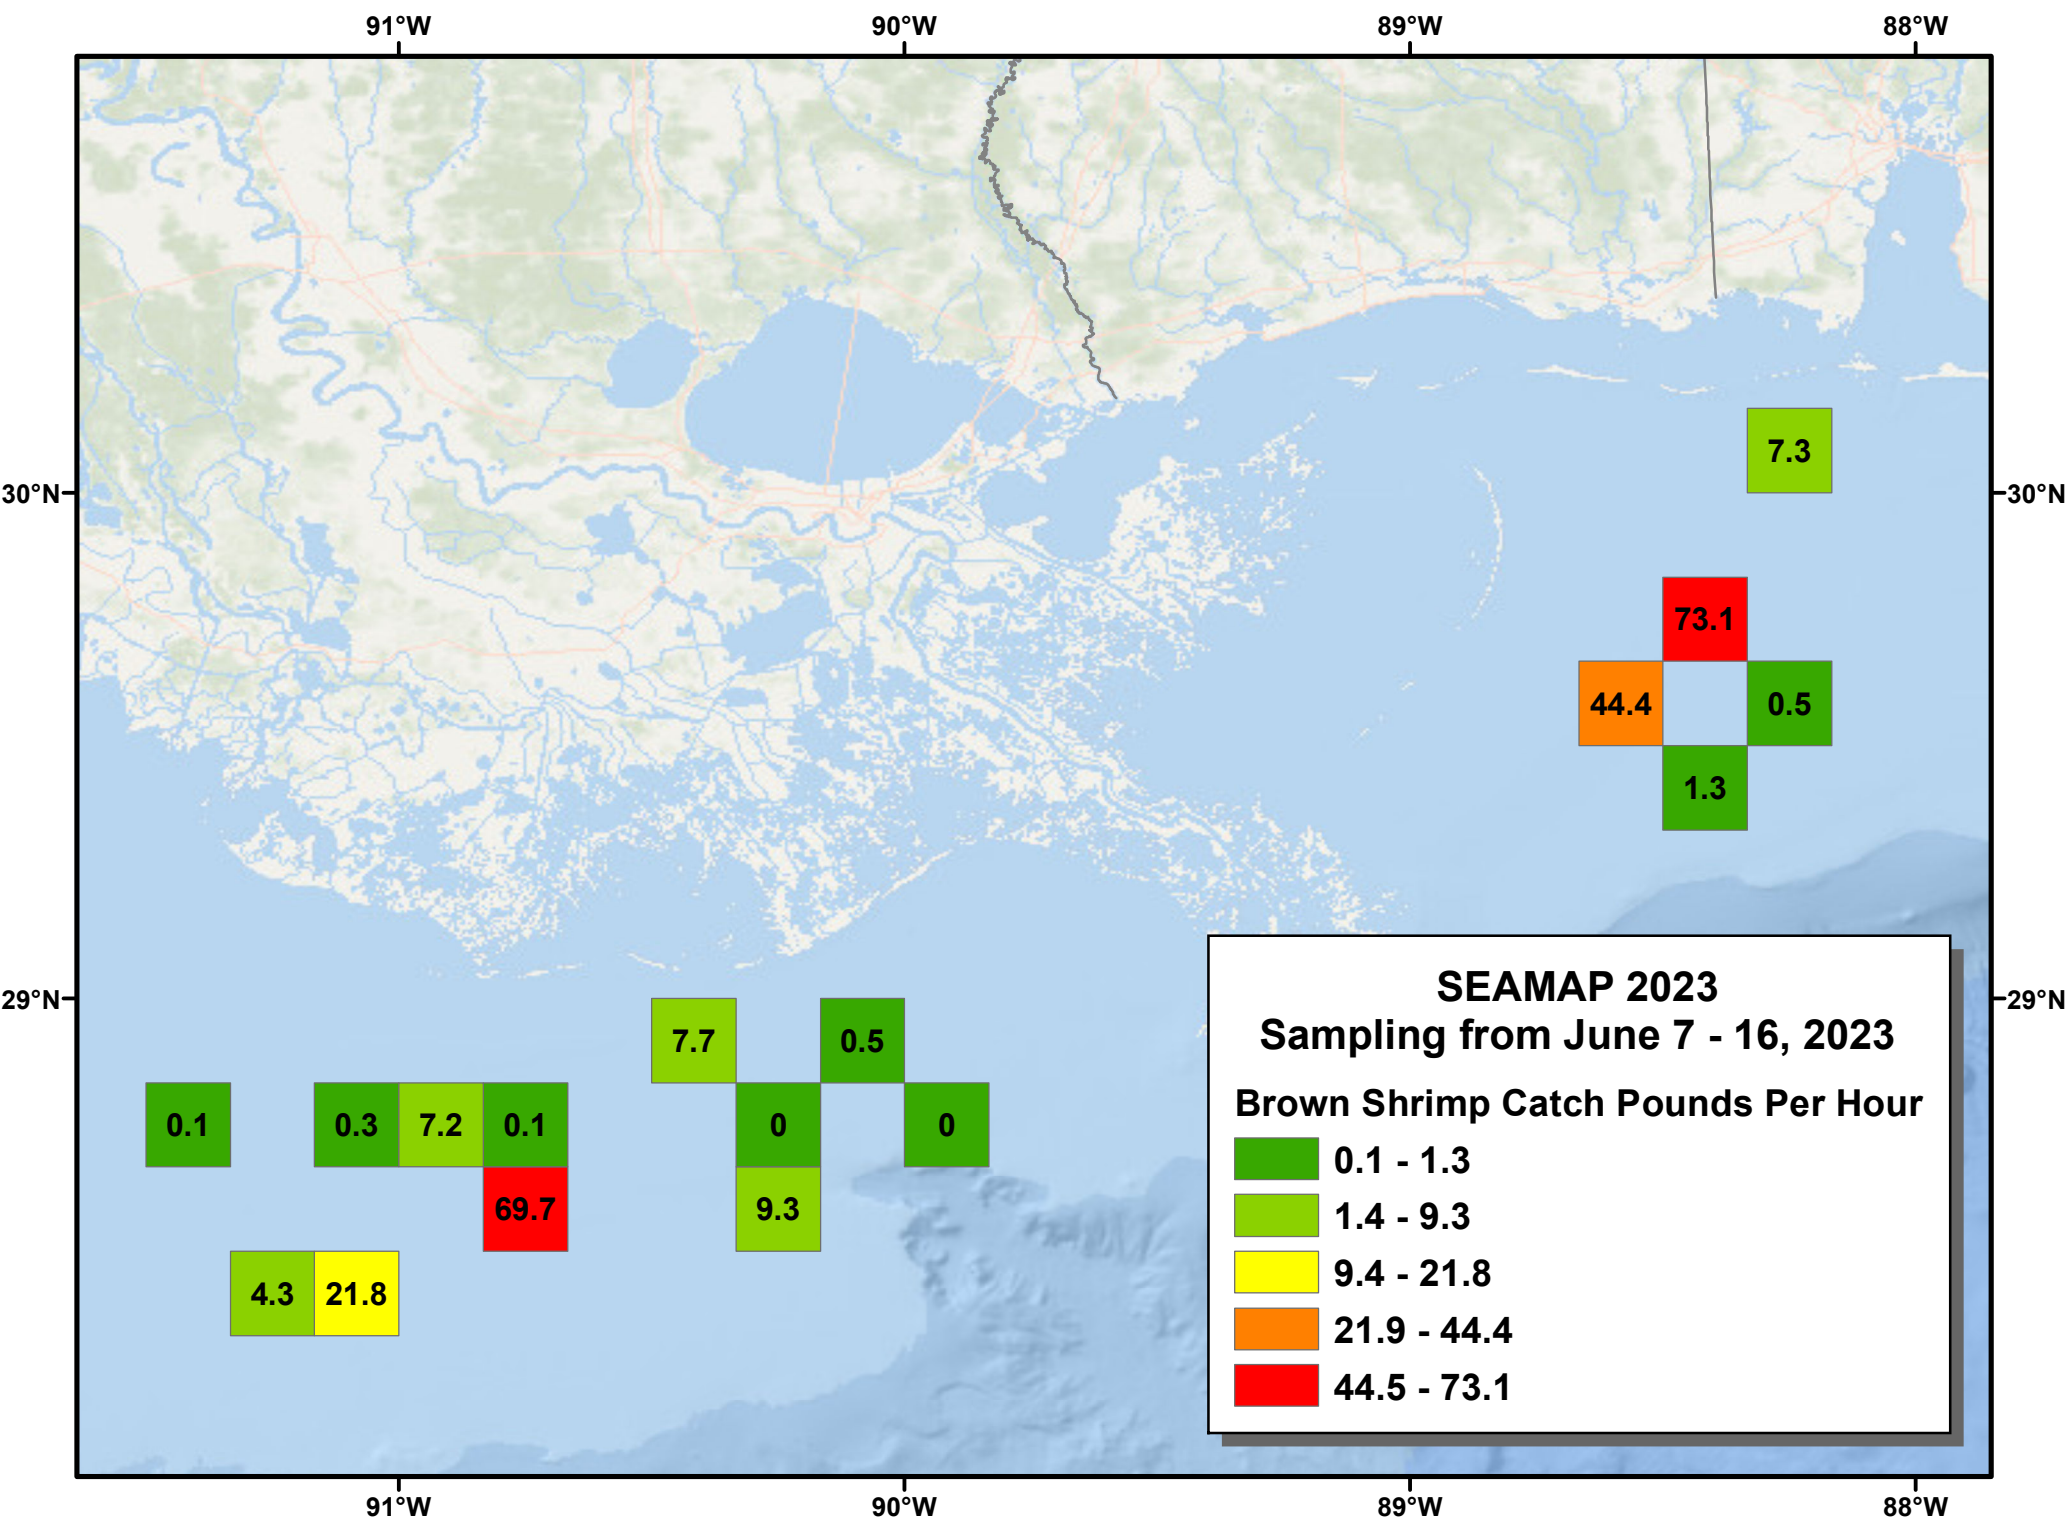 91°W 90°W 89°W 88°W
7.3
30°N 30°N
73.1
44.4 0.5
1.3
29°N 29°N
7.7 0.5
0.1 0.3 7.2 0.1 0 0
69.7 9.3
4.3 21.8
SEAMAP 2023
Sampling from June 7 - 16, 2023
Brown Shrimp Catch Pounds Per Hour
0.1 - 1.3
1.4 - 9.3
9.4 - 21.8
21.9 - 44.4
44.5 - 73.1
91°W 90°W 89°W 88°W